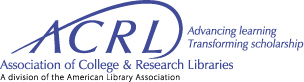 ACRL
Advancing learning
Transforming scholarship
Association of College & Research Libraries
A division of the American Library Association